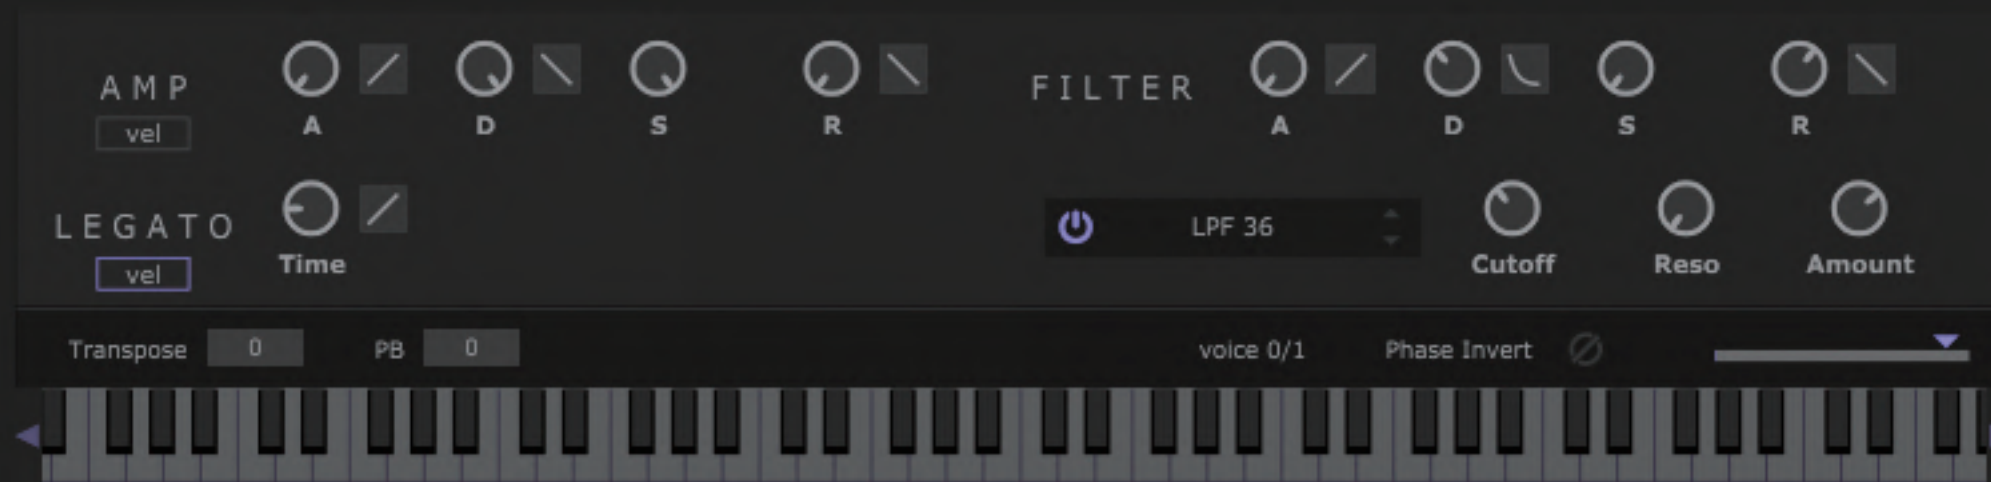 AMP
vel
A
D
S
R
FILTER
A
D
S
R
LEGATO
vel
Time
LPF 36
Cutoff
Reso
Amount
Transpose 0 PB 0 voice 0/1 Phase Invert